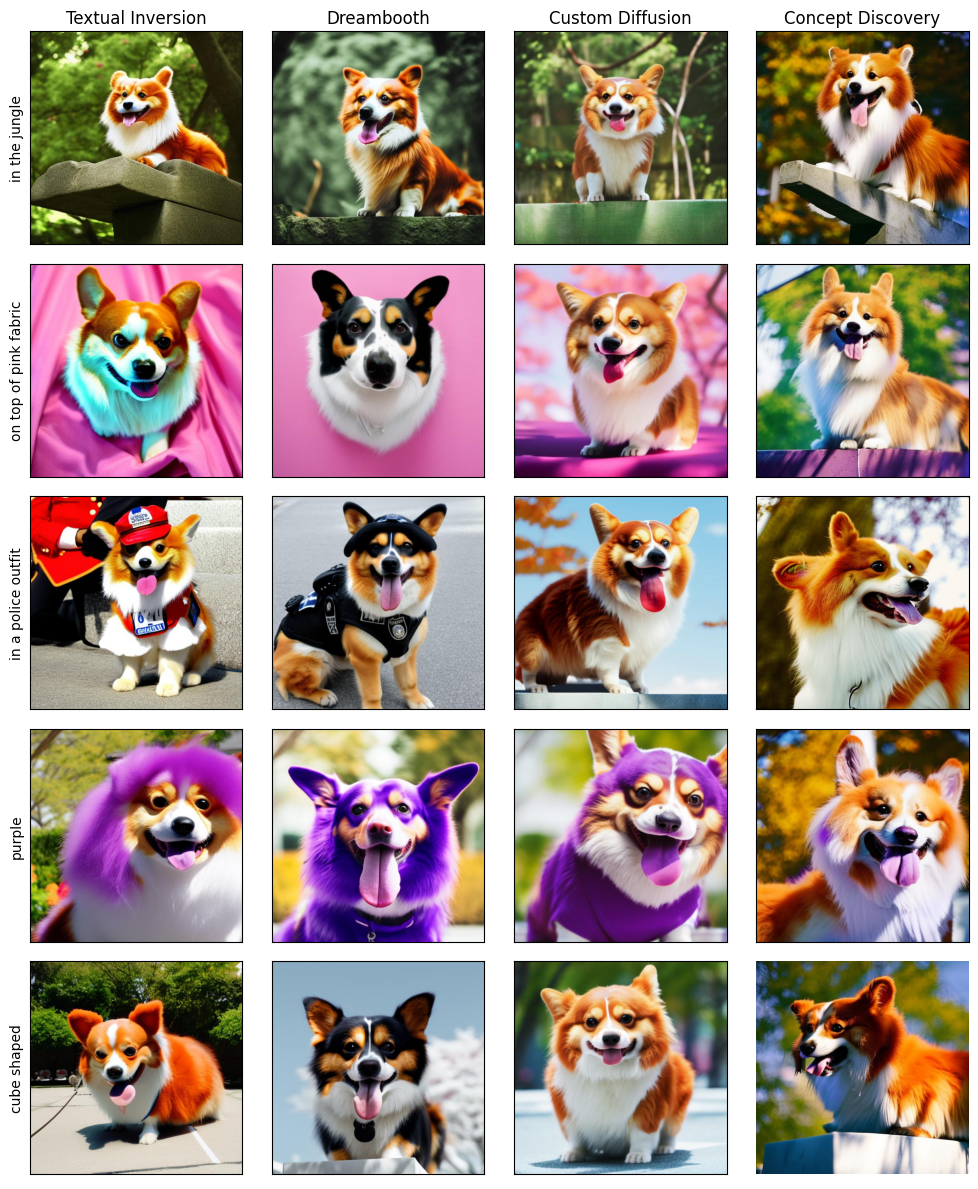 Textual Inversion
Dreambooth
Custom Diffusion
Concept Discovery
in the jungle
on top of pink fabric
in a police outfit
purple
cube shaped